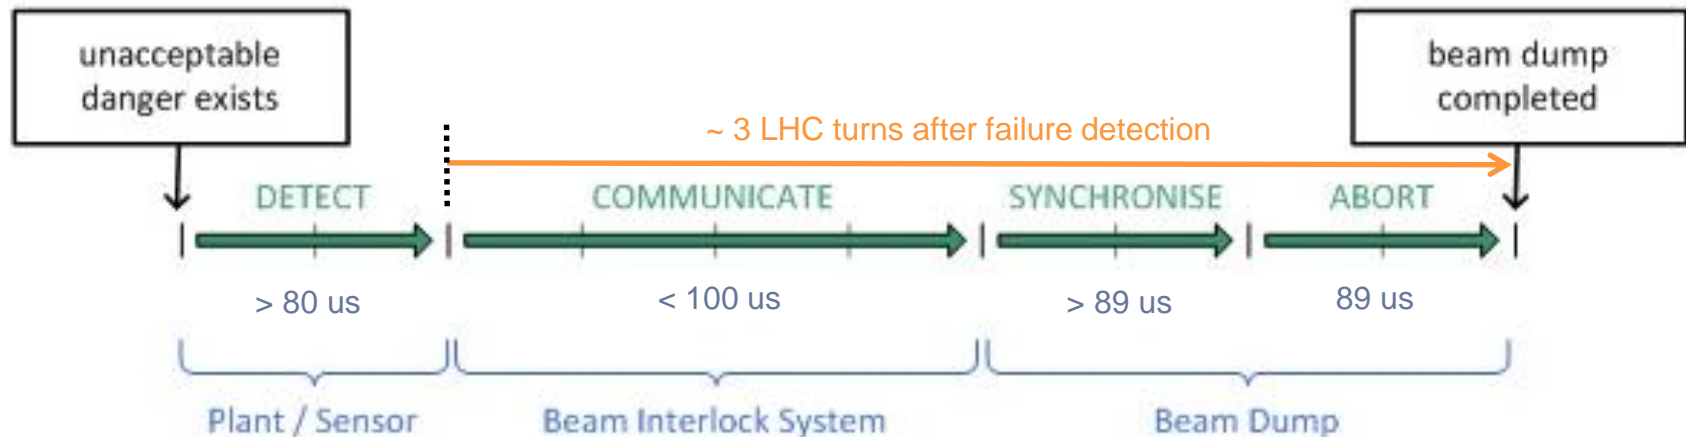 unacceptable
danger exists
beam dump
completed
~ 3 LHC turns after failure detection
DETECT
COMMUNICATE
SYNCHRONISE
ABORT
> 80 us
< 100 us
> 89 us
89 us
Plant / Sensor
Beam Interlock System
Beam Dump